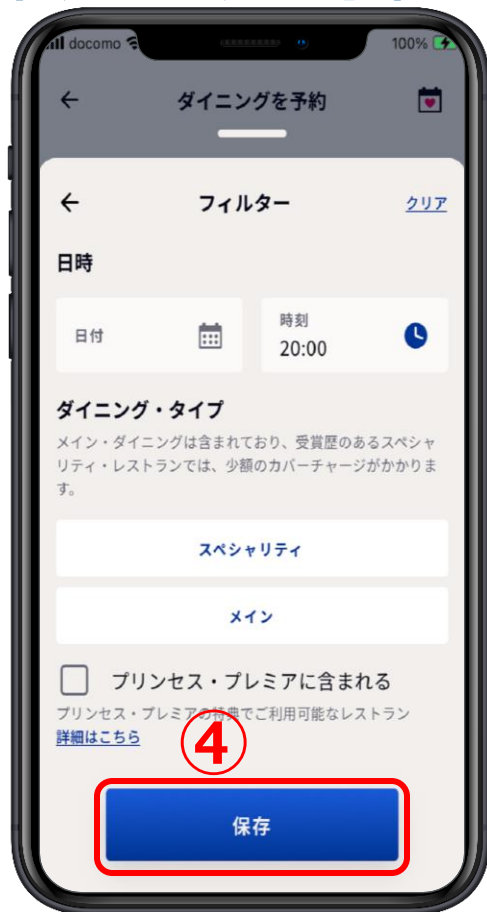 docomo
100%
ダイニングを予約
フィルター
クリア
日時
日付
時刻
20:00
ダイニング・タイプ
メイン・ダイニングは含まれており、受賞歴のあるスペシャ
リティ・レストランでは、少額のカバーチャージがかかりま
す。
スペシャリティ
メイン
プリンセス・プレミアに含まれる
プリンセス・プレミアの特典でご利用可能なレストラン
詳細はこちら
④
保存